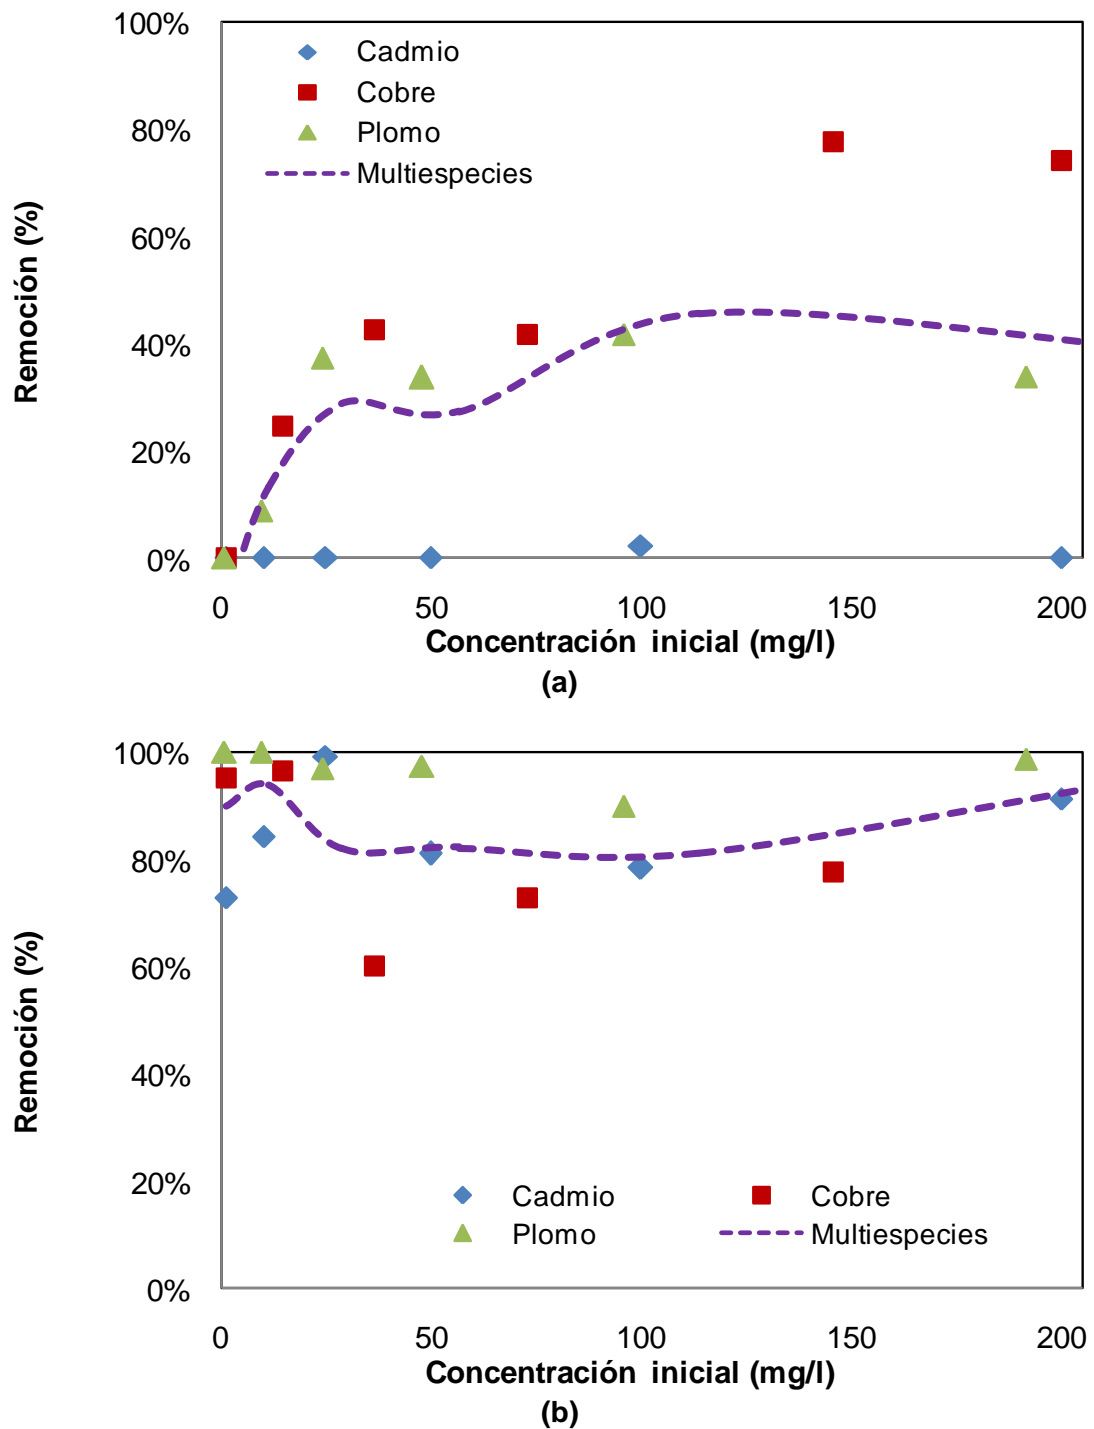 100%
80%
60%
40%
20%
0%
Remoción (%)
Cadmio
Cobre
Plomo
Multiespecies
0 50 100 150 200
Concentración inicial (mg/l)
(a)
100%
80%
60%
40%
20%
0%
Remoción (%)
Cadmio Cobre
Plomo Multiespecies
0 50 100 150 200
Concentración inicial (mg/l)
(b)